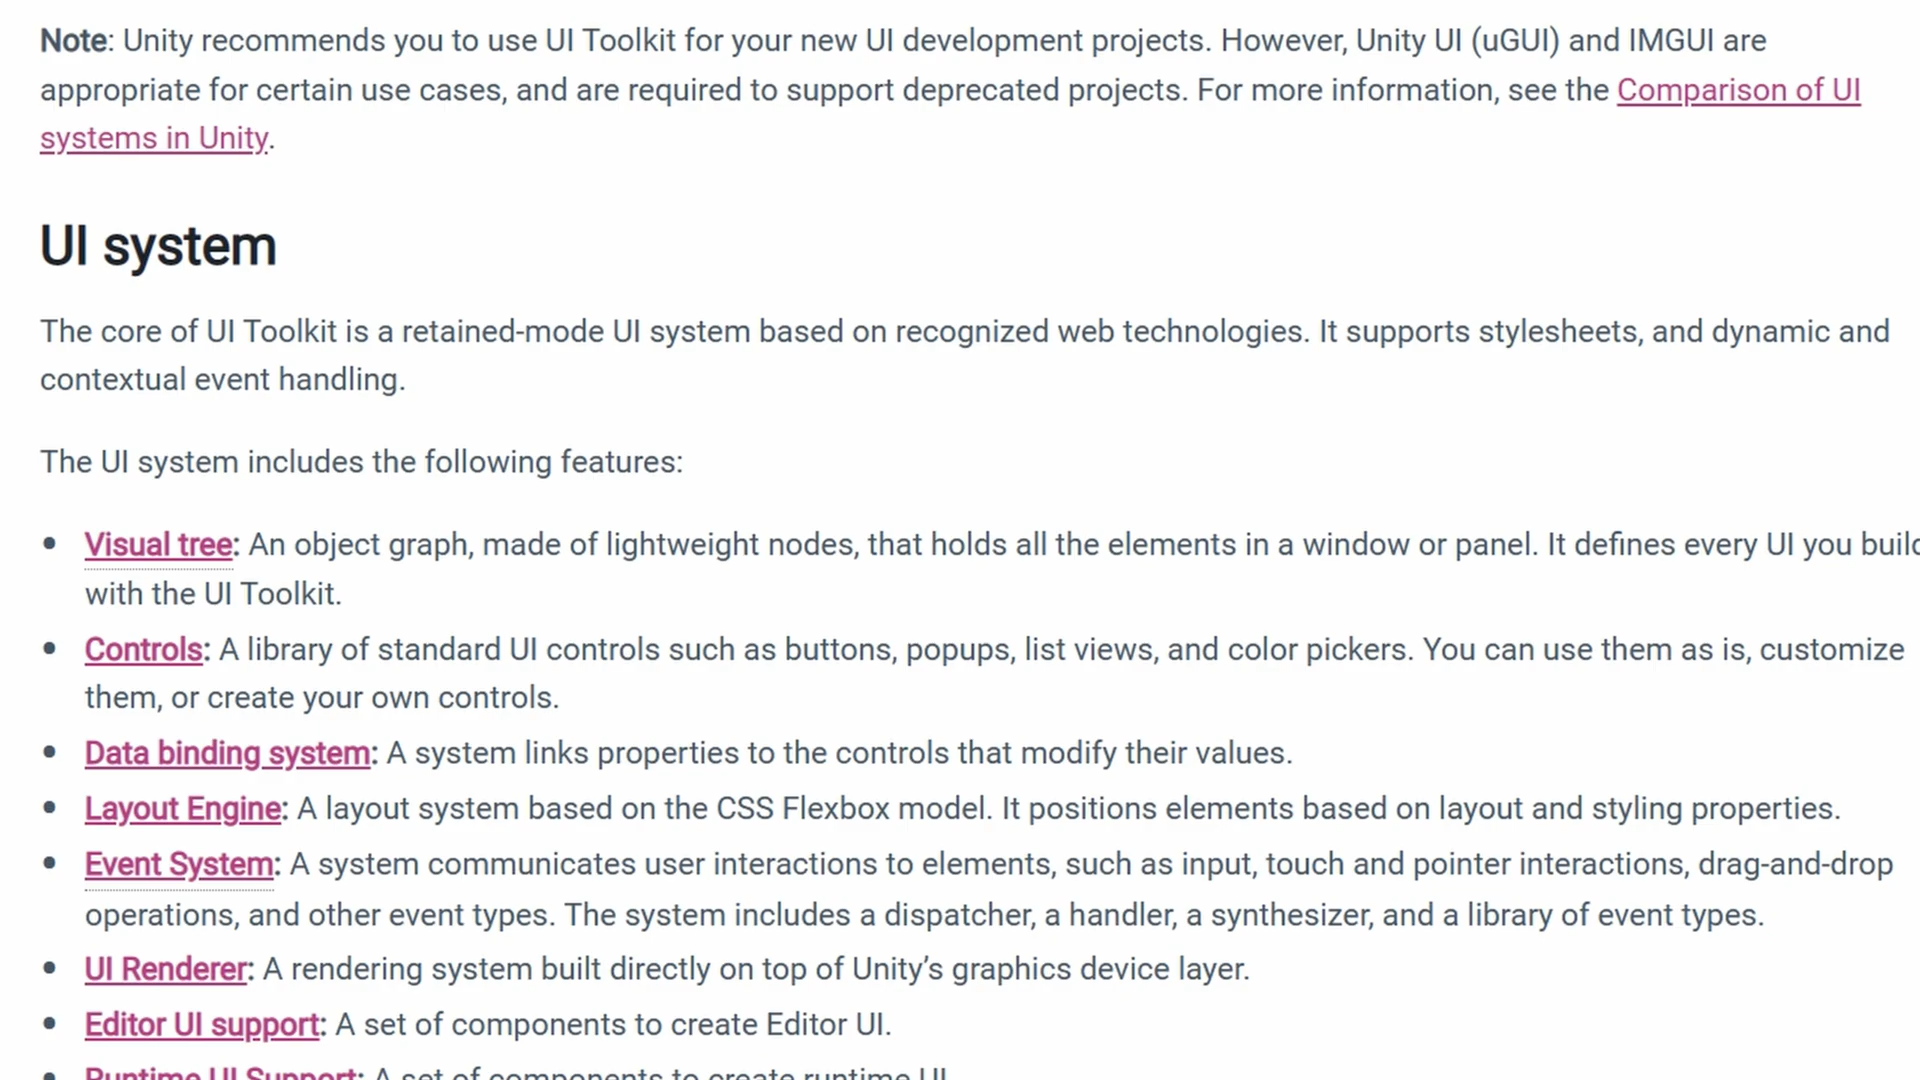 Note: Unity recommends you to use UI Toolkit for your new UI development projects. However, Unity UI (uGUI) and IMGUI are
appropriate for certain use cases, and are required to support deprecated projects. For more information, see the Comparison of UI
systems in Unity.
UI system
The core of UI Toolkit is a retained-mode UI system based on recognized web technologies. It supports stylesheets, and dynamic and
contextual event handling.
The UI system includes the following features:
• Visual tree: An object graph, made of lightweight nodes, that holds all the elements in a window or panel. It defines every UI you build
with the UI Toolkit.
• Controls: A library of standard UI controls such as buttons, popups, list views, and color pickers. You can use them as is, customize
them, or create your own controls.
• Data binding system: A system links properties to the controls that modify their values.
• Layout Engine: A layout system based on the CSS Flexbox model. It positions elements based on layout and styling properties.
• Event System: A system communicates user interactions to elements, such as input, touch and pointer interactions, drag-and-drop
operations, and other event types. The system includes a dispatcher, a handler, a synthesizer, and a library of event types.
• UI Renderer: A rendering system built directly on top of Unity’s graphics device layer.
• Editor UI support: A set of components to create Editor UI.
• Runtime UI Support: A set of components to create runtime UI.